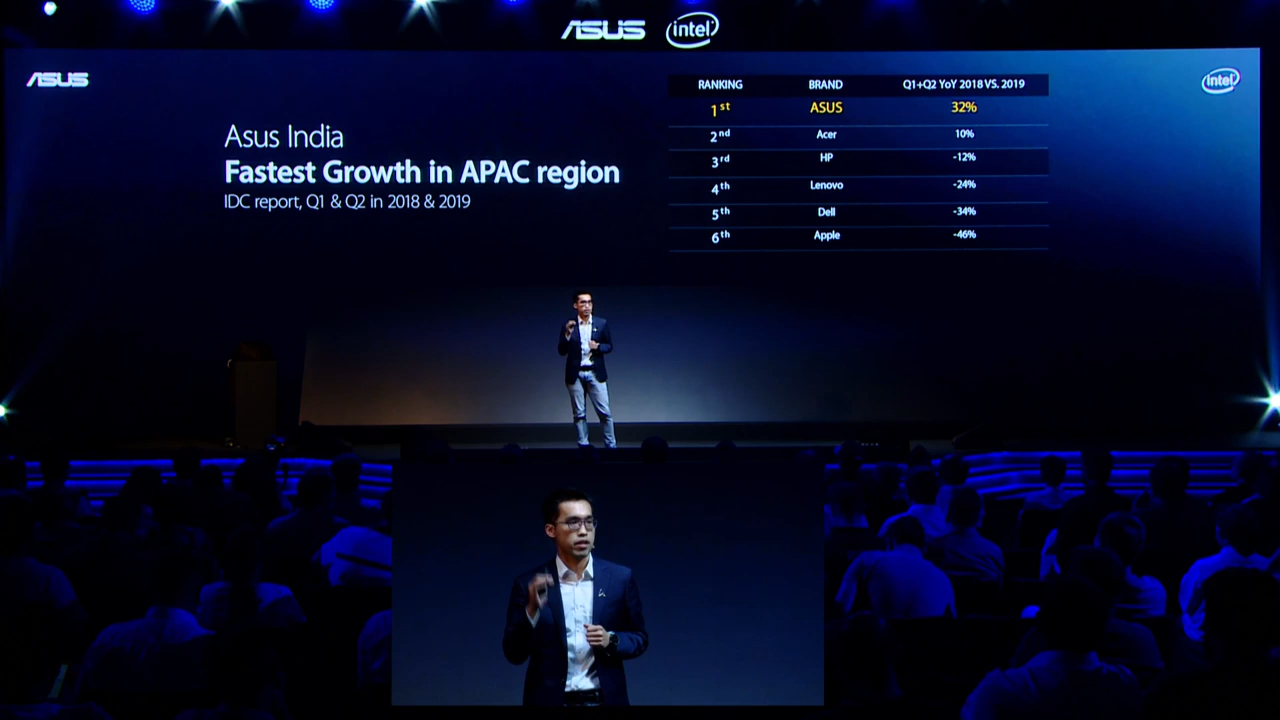 ASUS intel
ASUS
intel
Asus India
Fastest Growth in APAC region
IDC report, Q1 & Q2 in 2018 & 2019
RANKING BRAND Q1+Q2 YoY 2018 VS. 2019
1st ASUS 32%
2nd Acer 10%
3rd HP -12%
4th Lenovo -24%
5th Dell -34%
6th Apple -46%